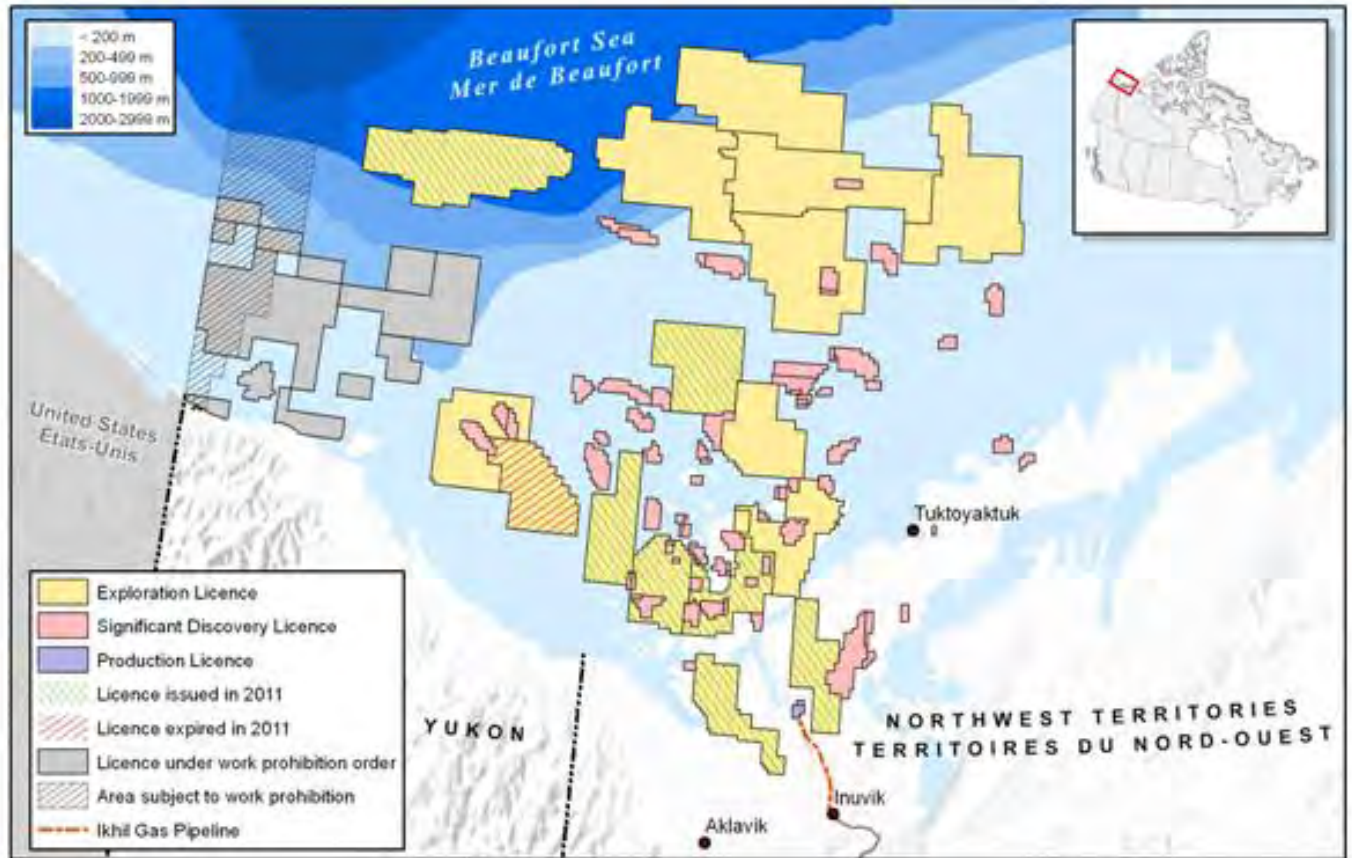 < 200 m
200-499 m
500-999 m
1000-1999 m
2000-2999 m
Beaufort Sea
Mer de Beaufort
United States
Etats-Unis
Tuktoyaktuk
Exploration Licence
Significant Discovery Licence
Production Licence
Licence issued in 2011
Licence expired in 2011
Licence under work prohibition order
Area subject to work prohibition
Ikhil Gas Pipeline
YUKON
NORTHWEST TERRITORIES
TERRITOIRES DU NORD-OUEST
Inuvik
Aklavik